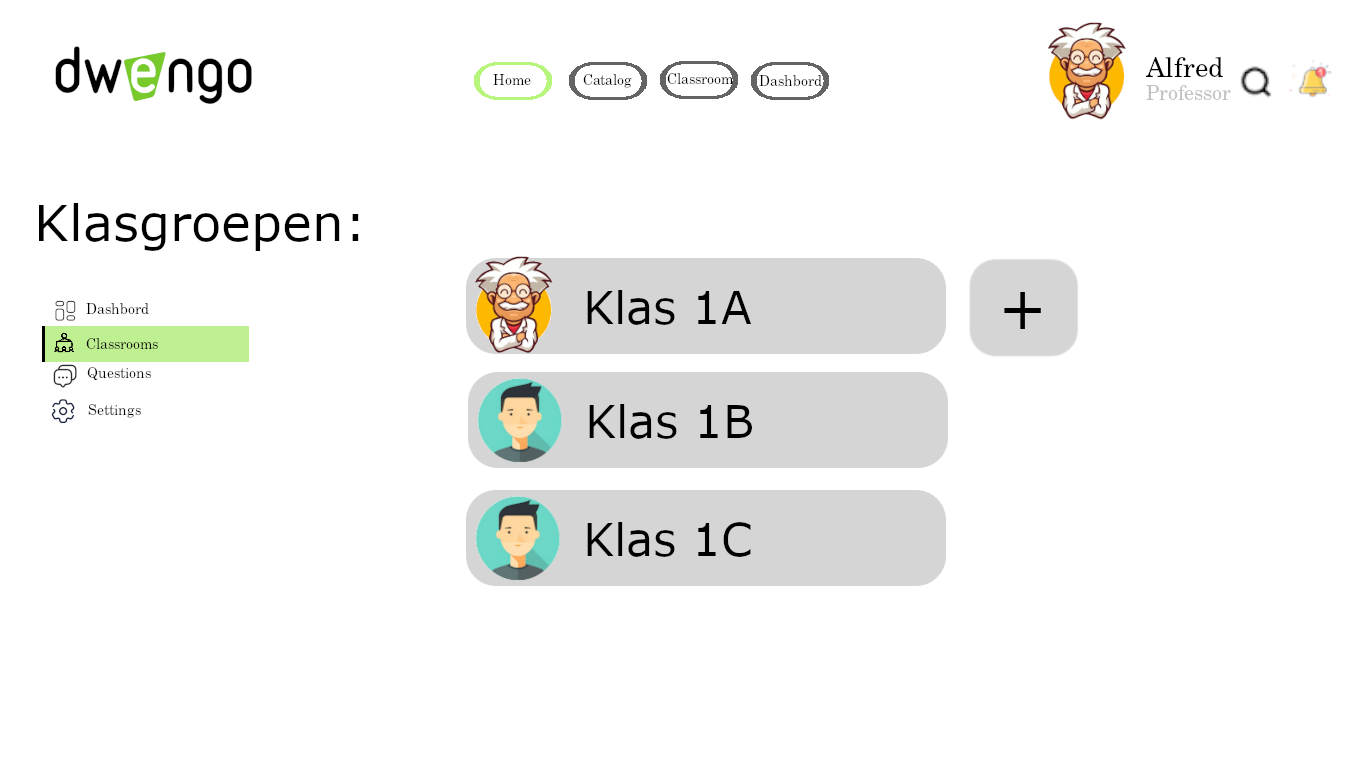 dwengo
Home
Catalog
Classroom
Dashbord
Alfred
Professor
Klasgroepen:
Dashbord
Classrooms
Questions
Settings
Klas 1A
+
Klas 1B
Klas 1C